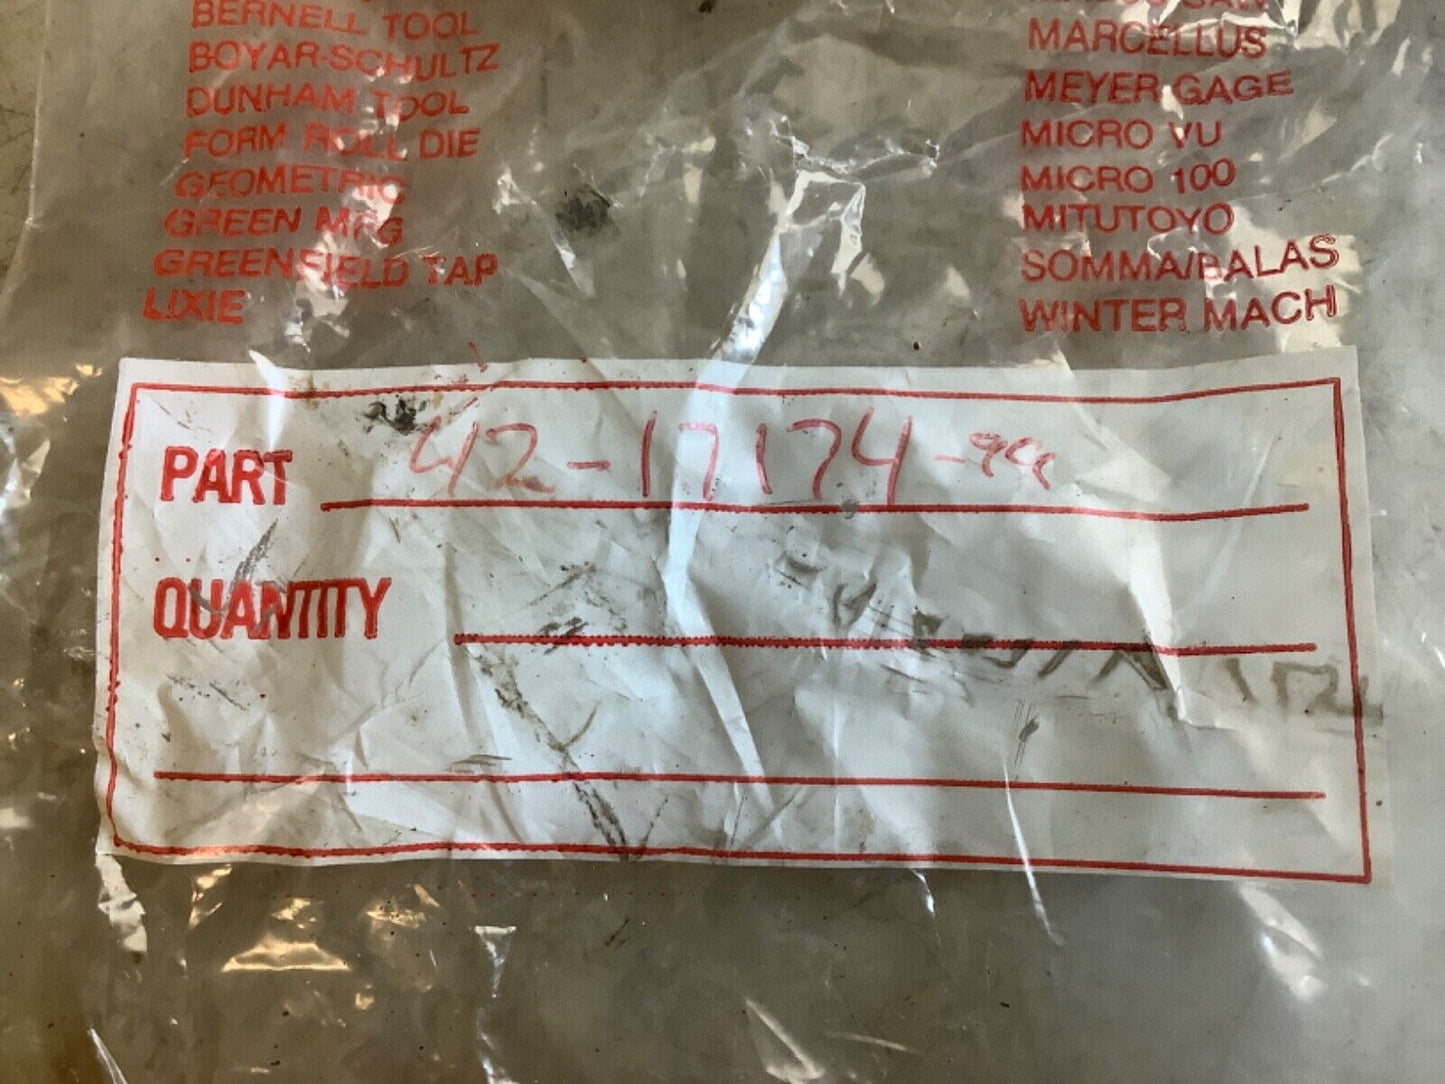 BERNELL TOOL
BOYAR-SCHULTZ
DUNHAM TOOL
FORM ROLL DIE
GEOMETRIC
GREEN MFG
GREENFIELD TAP
LIXIE
MARCELLUS
MEYER GAGE
MICRO VU
MICRO 100
MITUTOYO
SOMMA/BALAS
WINTER MACH
PART 42-17174-
QUANTITY